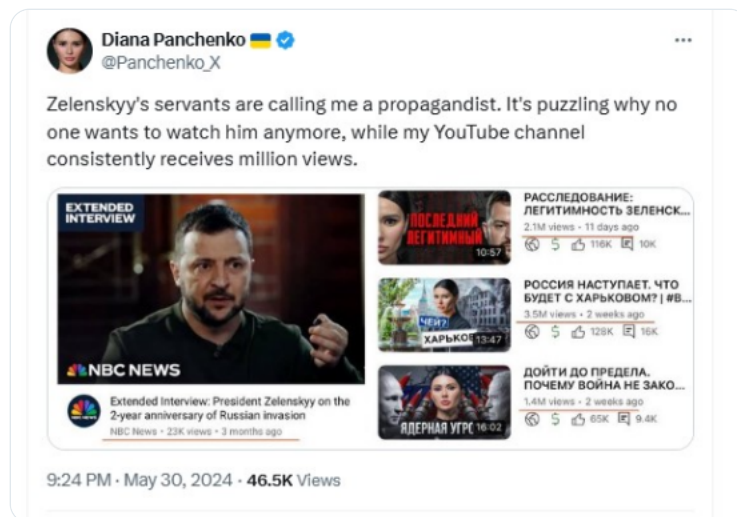 Diana Panchenko
@Panchenko_X
Zelenskyy's servants are calling me a propagandist. It's puzzling why no
one wants to watch him anymore, while my YouTube channel
consistently receives million views.
EXTENDED
INTERVIEW
NBC NEWS
Extended Interview: President Zelenskyy on the
2-year anniversary of Russian invasion
NBC News • 23K views • 3 months ago
ПОСЛЕДНИЙ
ЛЕГИТИМНЫЙ
10:57
РАССЛЕДОВАНИЕ:
ЛЕГИТИМНОСТЬ ЗЕЛЕНСК...
2.1M views • 11 days ago
116K 10K
ЧЕЙ?
ХАРЬКОВ
13:47
РОССИЯ НАСТУПАЕТ. ЧТО
БУДЕТ С ХАРЬКОВОМ? | #В...
3.5M views • 2 weeks ago
128K 16K
ЯДЕРНАЯ УГРО
16:02
ДОЙТИ ДО ПРЕДЕЛА.
ПОЧЕМУ ВОЙНА НЕ ЗАКО...
1.4M views • 2 weeks ago
65K 9.4K
9:24 PM · May 30, 2024 · 46.5K Views